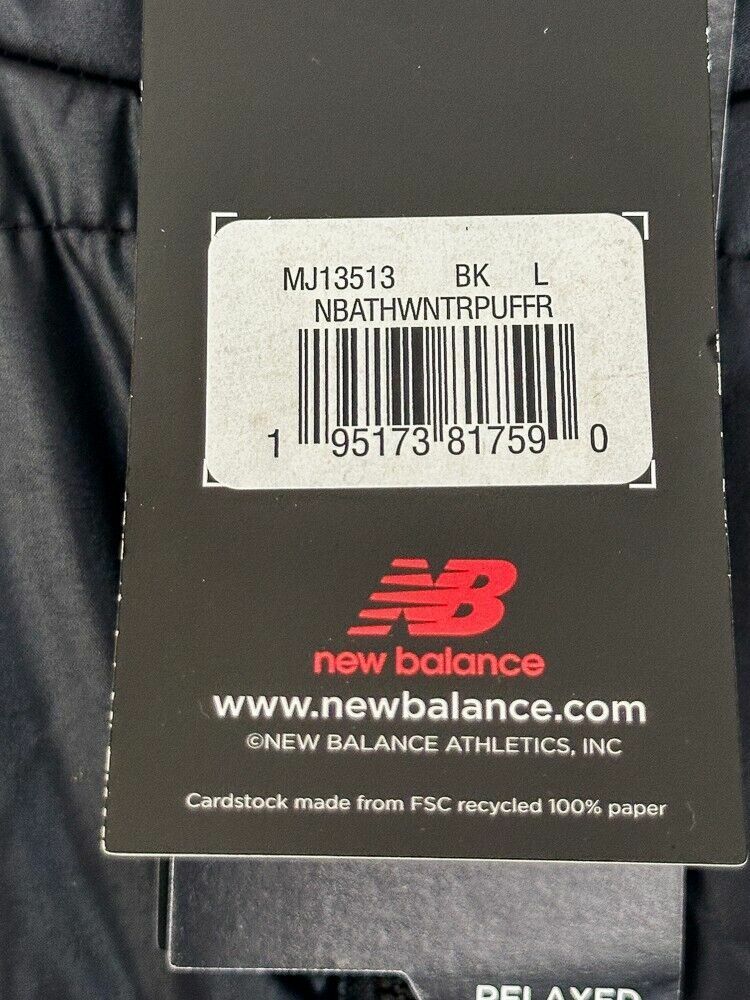 MJ13513 BK L
NBATHWNTRPUFFR
1 95173 81759 0
NB
new balance
www.newbalance.com
©NEW BALANCE ATHLETICS, INC
Cardstock made from FSC recycled 100% paper
RELAXED